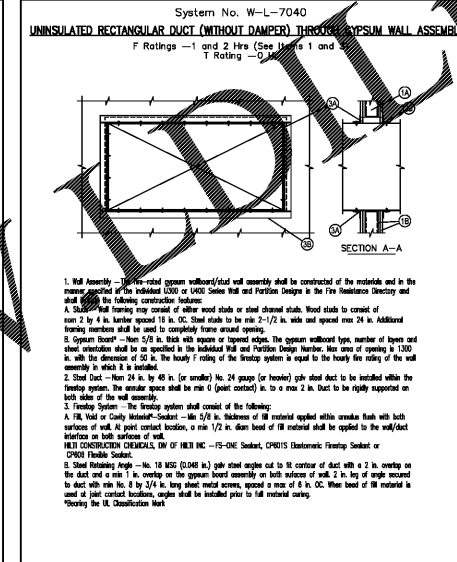 System No. W-L-7040
UNINSULATED RECTANGULAR DUCT (WITHOUT DAMPER) THROUGH GYPSUM WALL ASSEMBL
F Ratings —1 and 2 Hrs (See Items 1 and 3)
T Rating —0
1A
3A
3A
1B
3B
SECTION A-A
1. Wall Assembly —The fire-rated gypsum wallboard/stud wall assembly shall be constructed of the materials and in the
manner specified in the individual U300 or U400 Series Wall and Partition Designs in the Fire Resistance Directory and
shall include the following construction features:
A. Studs— Wall framing may consist of either wood studs or steel channel studs. Wood studs to consist of
nom 2 by 4 in. lumber spaced 16 in. OC. Steel studs to be min 2-1/2 in. wide and spaced max 24 in. Additional
framing members shall be used to completely frame around opening.
B. Gypsum Board* —Nom 5/8 in. thick with square or tapered edges. The gypsum wallboard type, number of layers and
sheet orientation shall be as specified in the individual Wall and Partition Design Number. Max area of opening is 1300
in. with the dimension of 50 in. The hourly F rating of the firestop system is equal to the hourly fire rating of the wall
assembly in which it is installed.
2. Steel Duct —Nom 24 in. by 48 in. (or smaller) No. 24 gauge (or heavier) galv steel duct to be installed within the
firestop system. The annular space shall be min 0 (point contact) in. to a max 2 in. Duct to be rigidly supported on
both sides of the wall assembly.
3. Firestop System —The firestop system shall consist of the following:
A. Fill, Void or Cavity Material*—Sealant —Min 5/8 in. thickness of fill material applied within annulus flush with both
surfaces of wall. At point contact location, a min 1/2 in. diam bead of fill material shall be applied to the wall/duct
interface on both surfaces of wall.
HILTI CONSTRUCTION CHEMICALS, DIV OF HILTI INC —FS-ONE Sealant, CP601S Elastomeric Firestop Sealant or
CP606 Flexible Sealant.
B. Steel Retaining Angle —No. 18 MSG (0.048 in.) galv steel angles cut to fit contour of duct with a 2 in. overlap on
the duct and a min 1 in. overlap on the gypsum board assembly on both sufaces of wall. 2 in. leg of angle secured
to duct with min No. 8 by 3/4 in. long sheet metal screws, spaced a max of 6 in. OC. When bead of fill material is
used at joint contact locations, angles shall be installed prior to full material curing.
*Bearing the UL Classification Mark